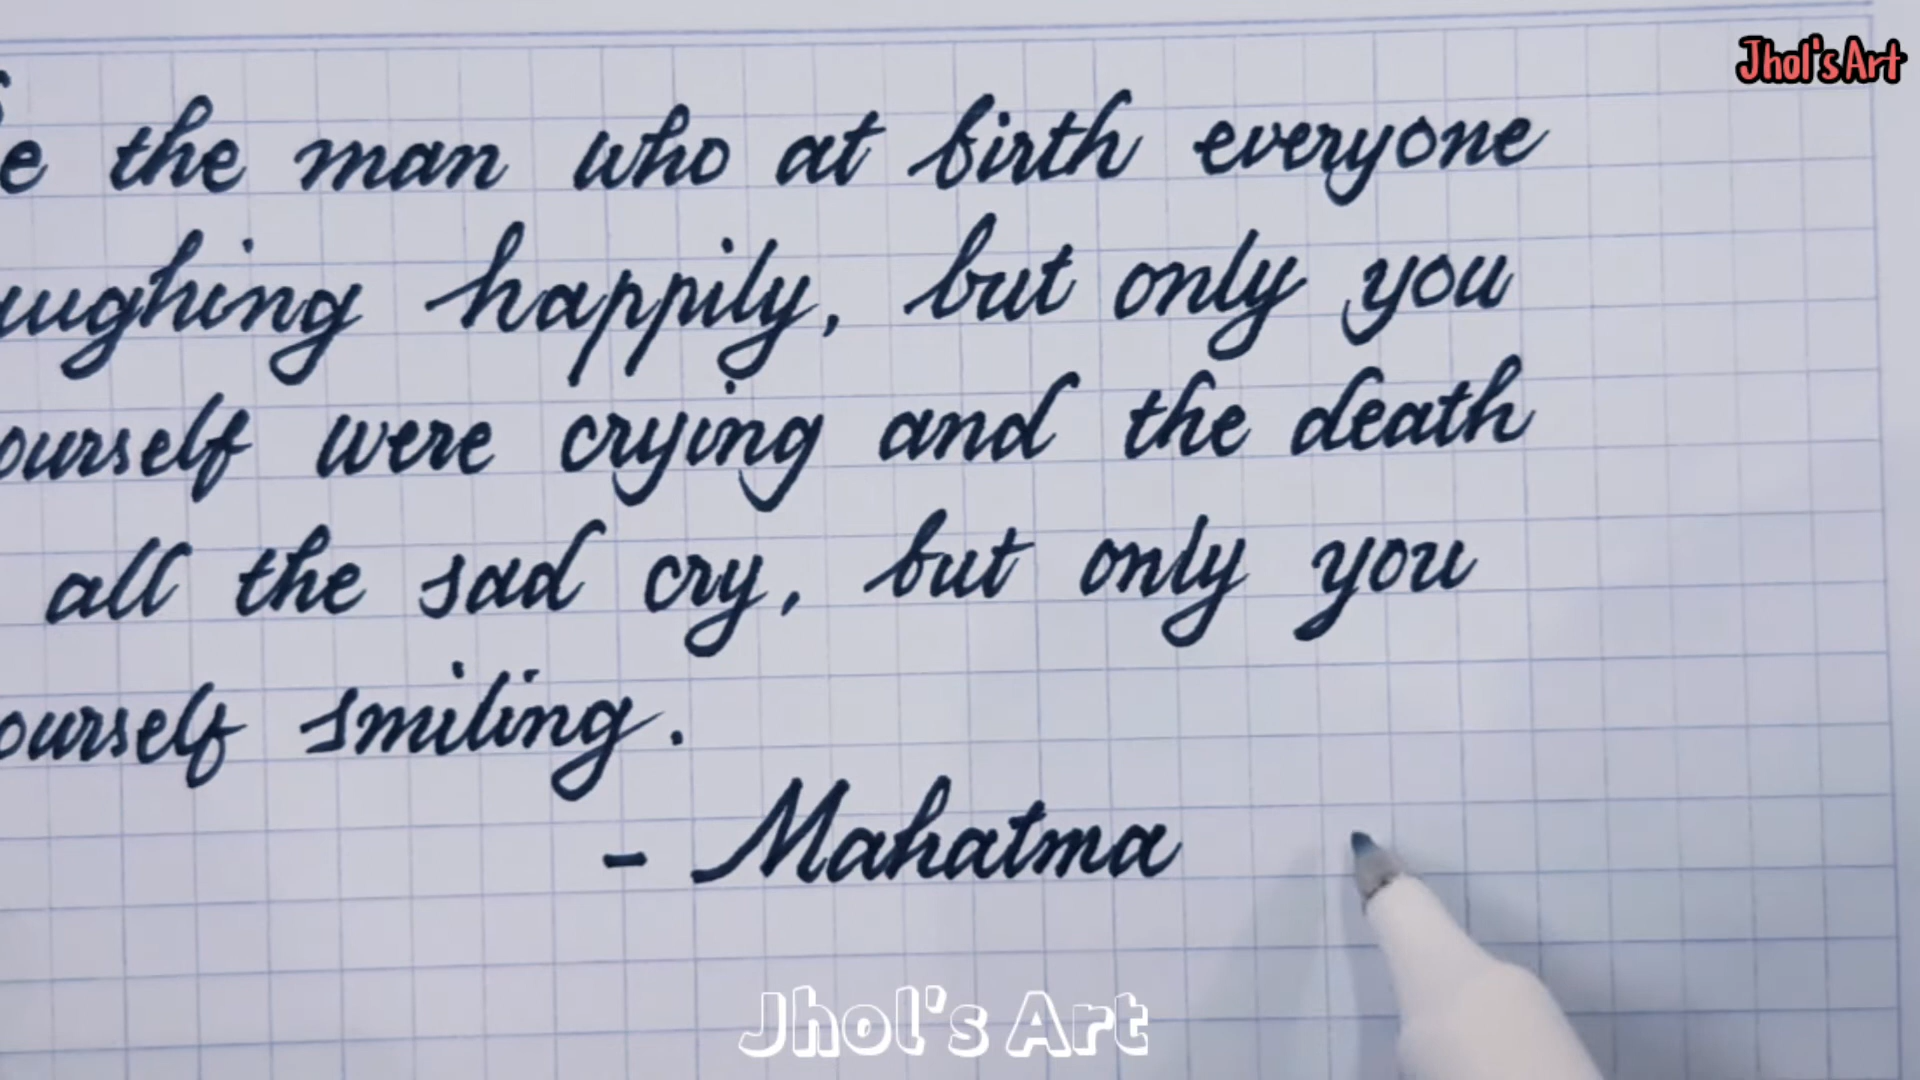 Jhol's Art
e the man who at birth everyone
ughing happily, but only you
ourself were crying and the death
all the sad cry, but only you
ourself smiling.
- Mahatma
Jhol's Art